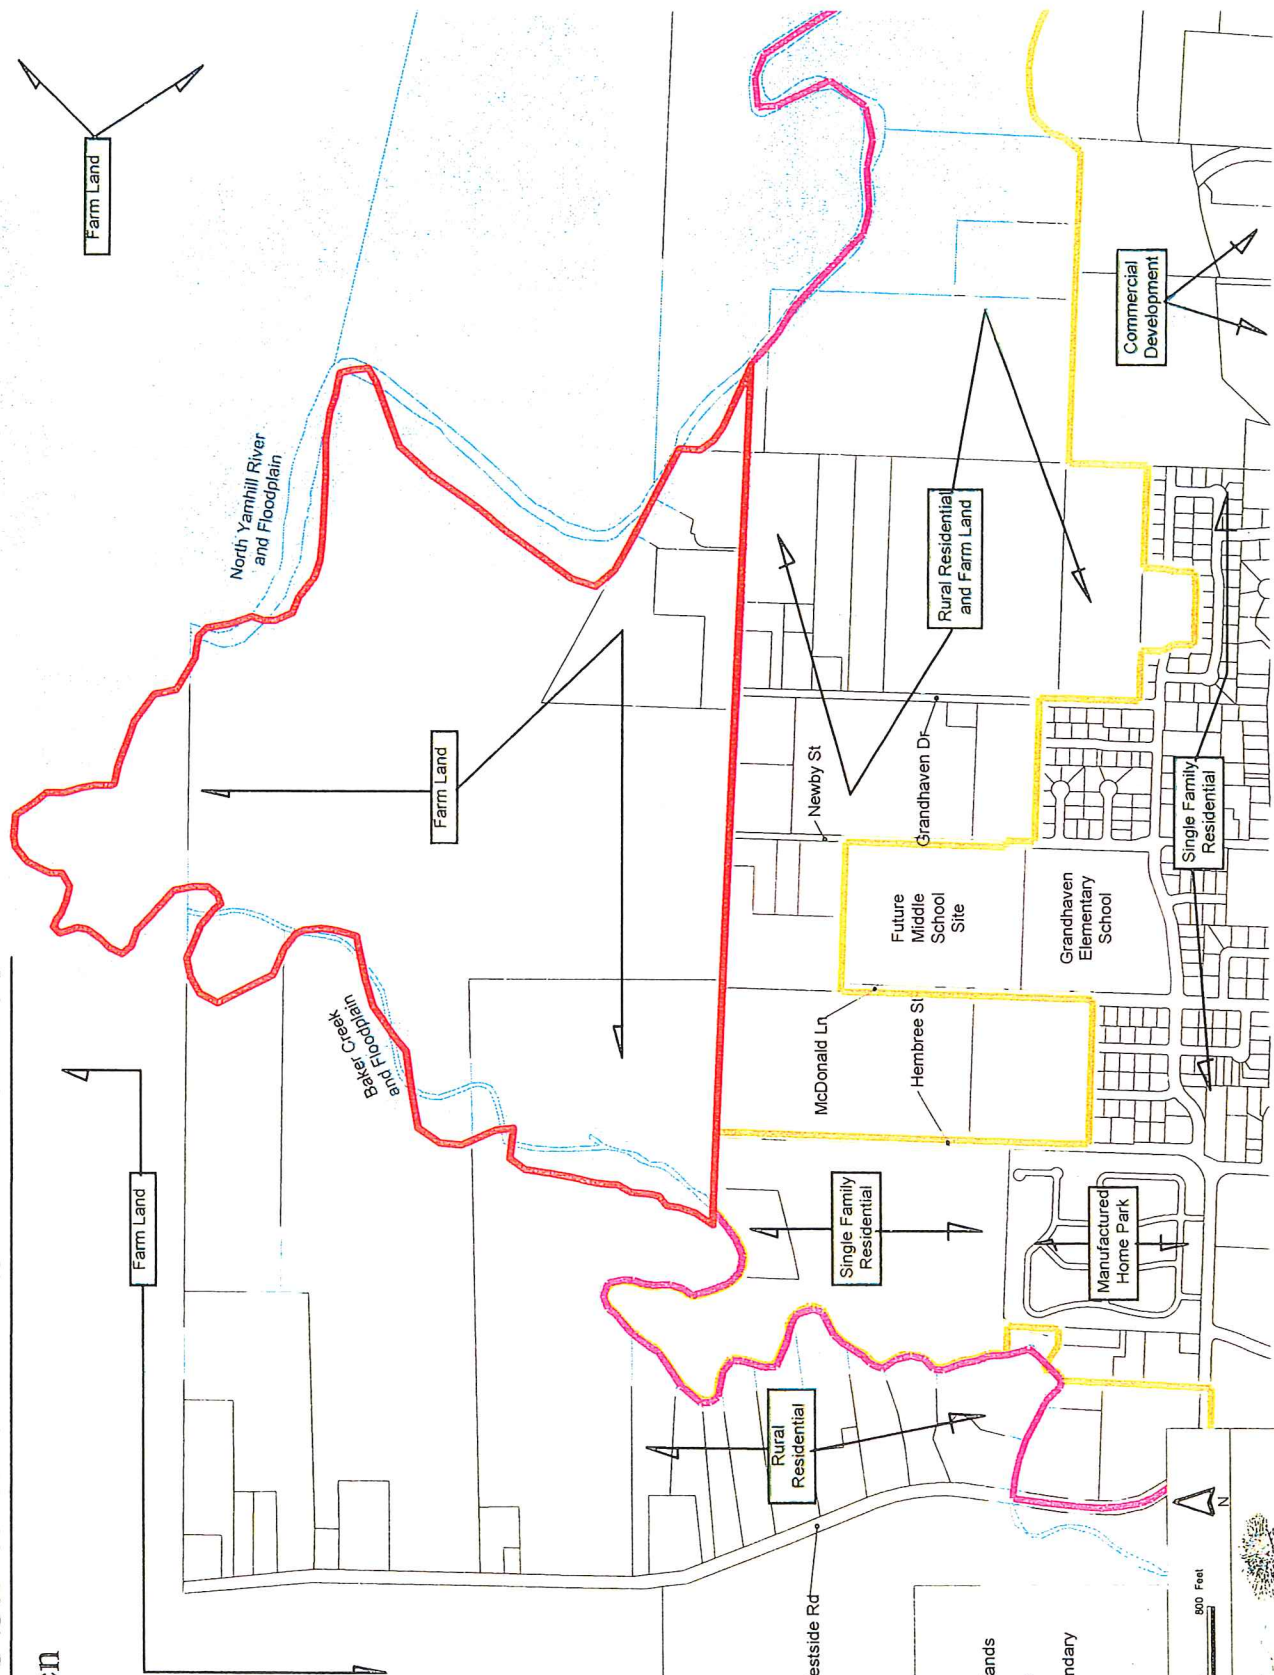 Farm Land
North Yamhill River
and Floodplain
Farm Land
Baker Creek
and Floodplain
Farm Land
Commercial
Development
Rural Residential
and Farm Land
Newby St
Grandhaven Dr
Single Family
Residential
Future
Middle
School
Site
Grandhaven
Elementary
School
McDonald Ln
Hembree St
Single Family
Residential
Manufactured
Home Park
Rural
Residential
estside Rd
ands
ndary
N
800 Feet
en